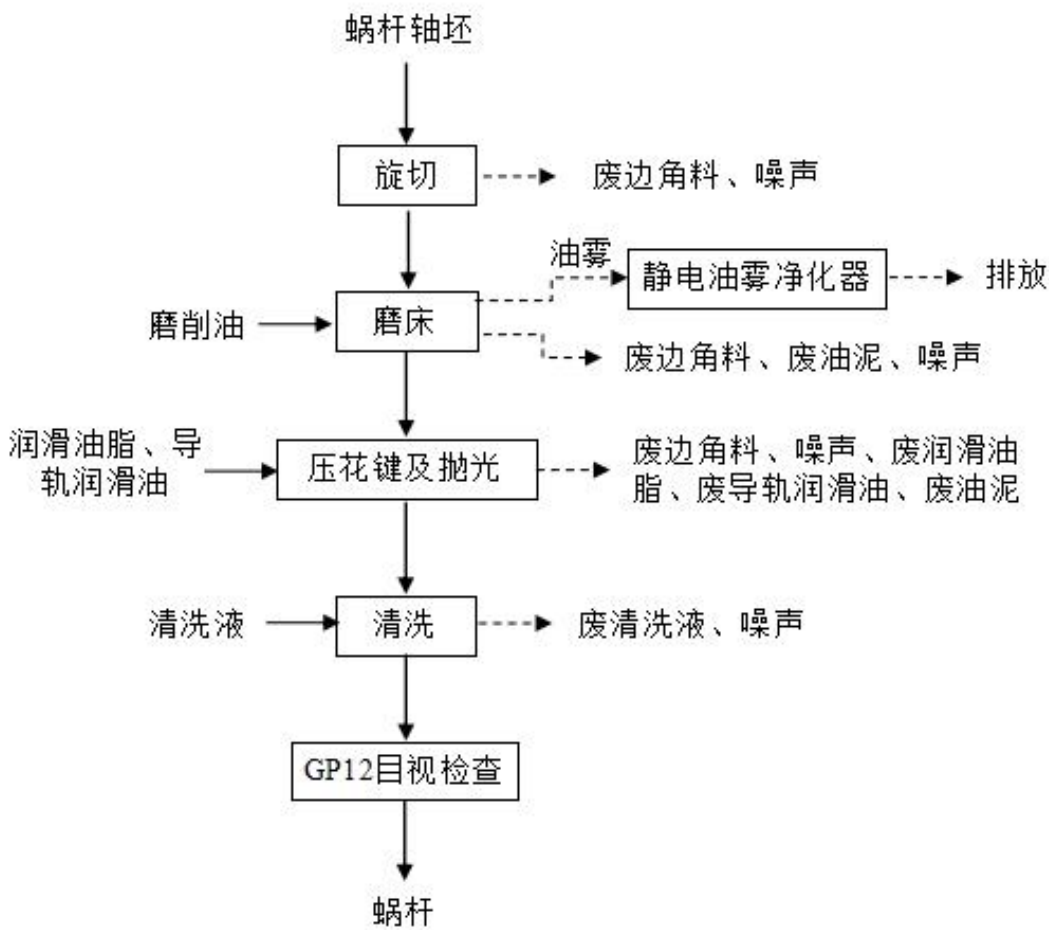 蜗杆轴坯
旋切
废边角料、噪声
油雾
静电油雾净化器
排放
磨削油
磨床
废边角料、废油泥、噪声
润滑油脂、导
轨润滑油
压花键及抛光
废边角料、噪声、废润滑油
脂、废导轨润滑油、废油泥
清洗液
清洗
废清洗液、噪声
GP12目视检查
蜗杆